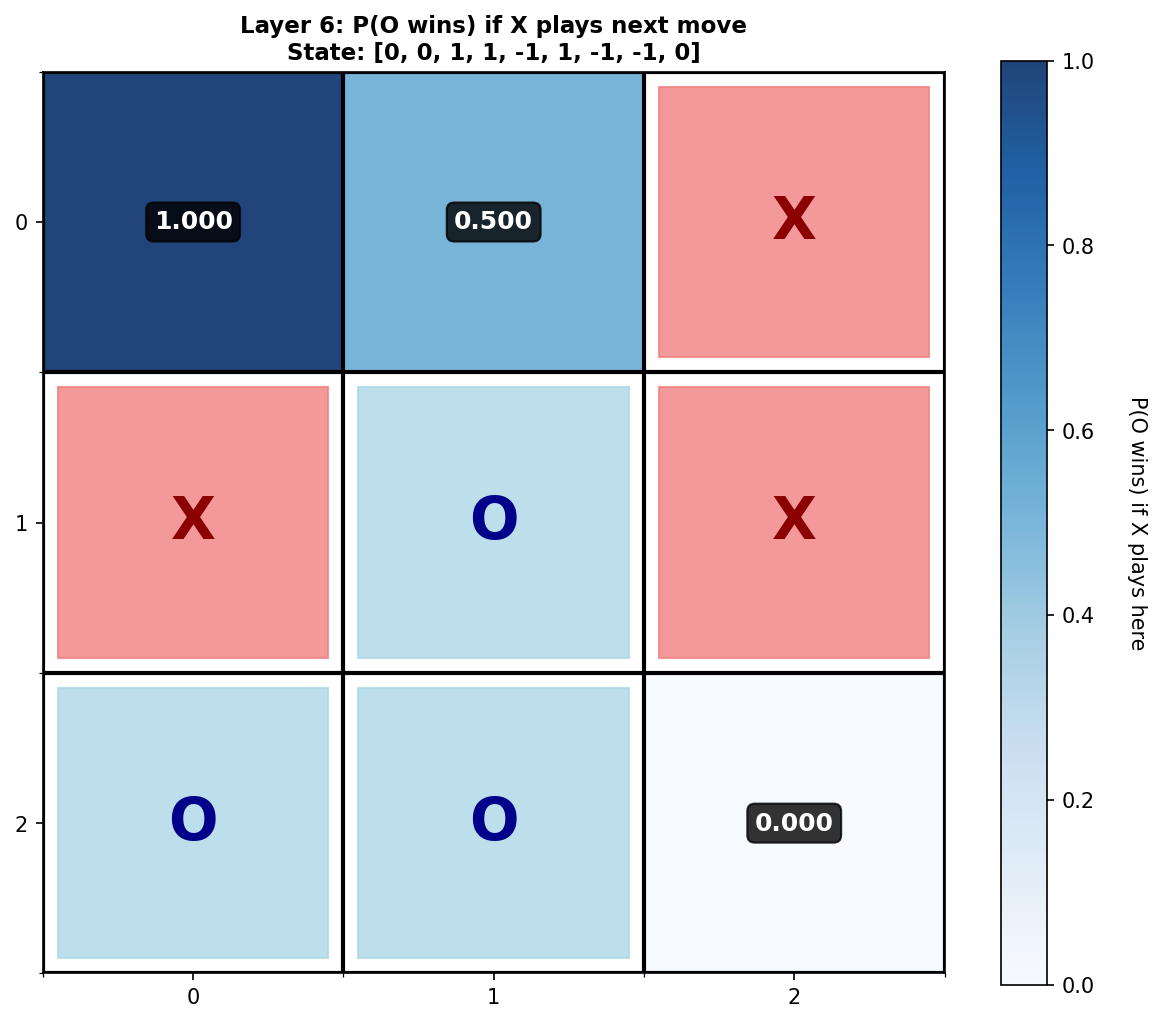 Layer 6: P(O wins) if X plays next move
State: [0, 0, 1, 1, -1, 1, -1, -1, 0]
0 1.000 0.500 X
1 X O X
2 O O 0.000
0 1 2
1.0
0.8
0.6
0.4
0.2
0.0
P(O wins) if X plays here